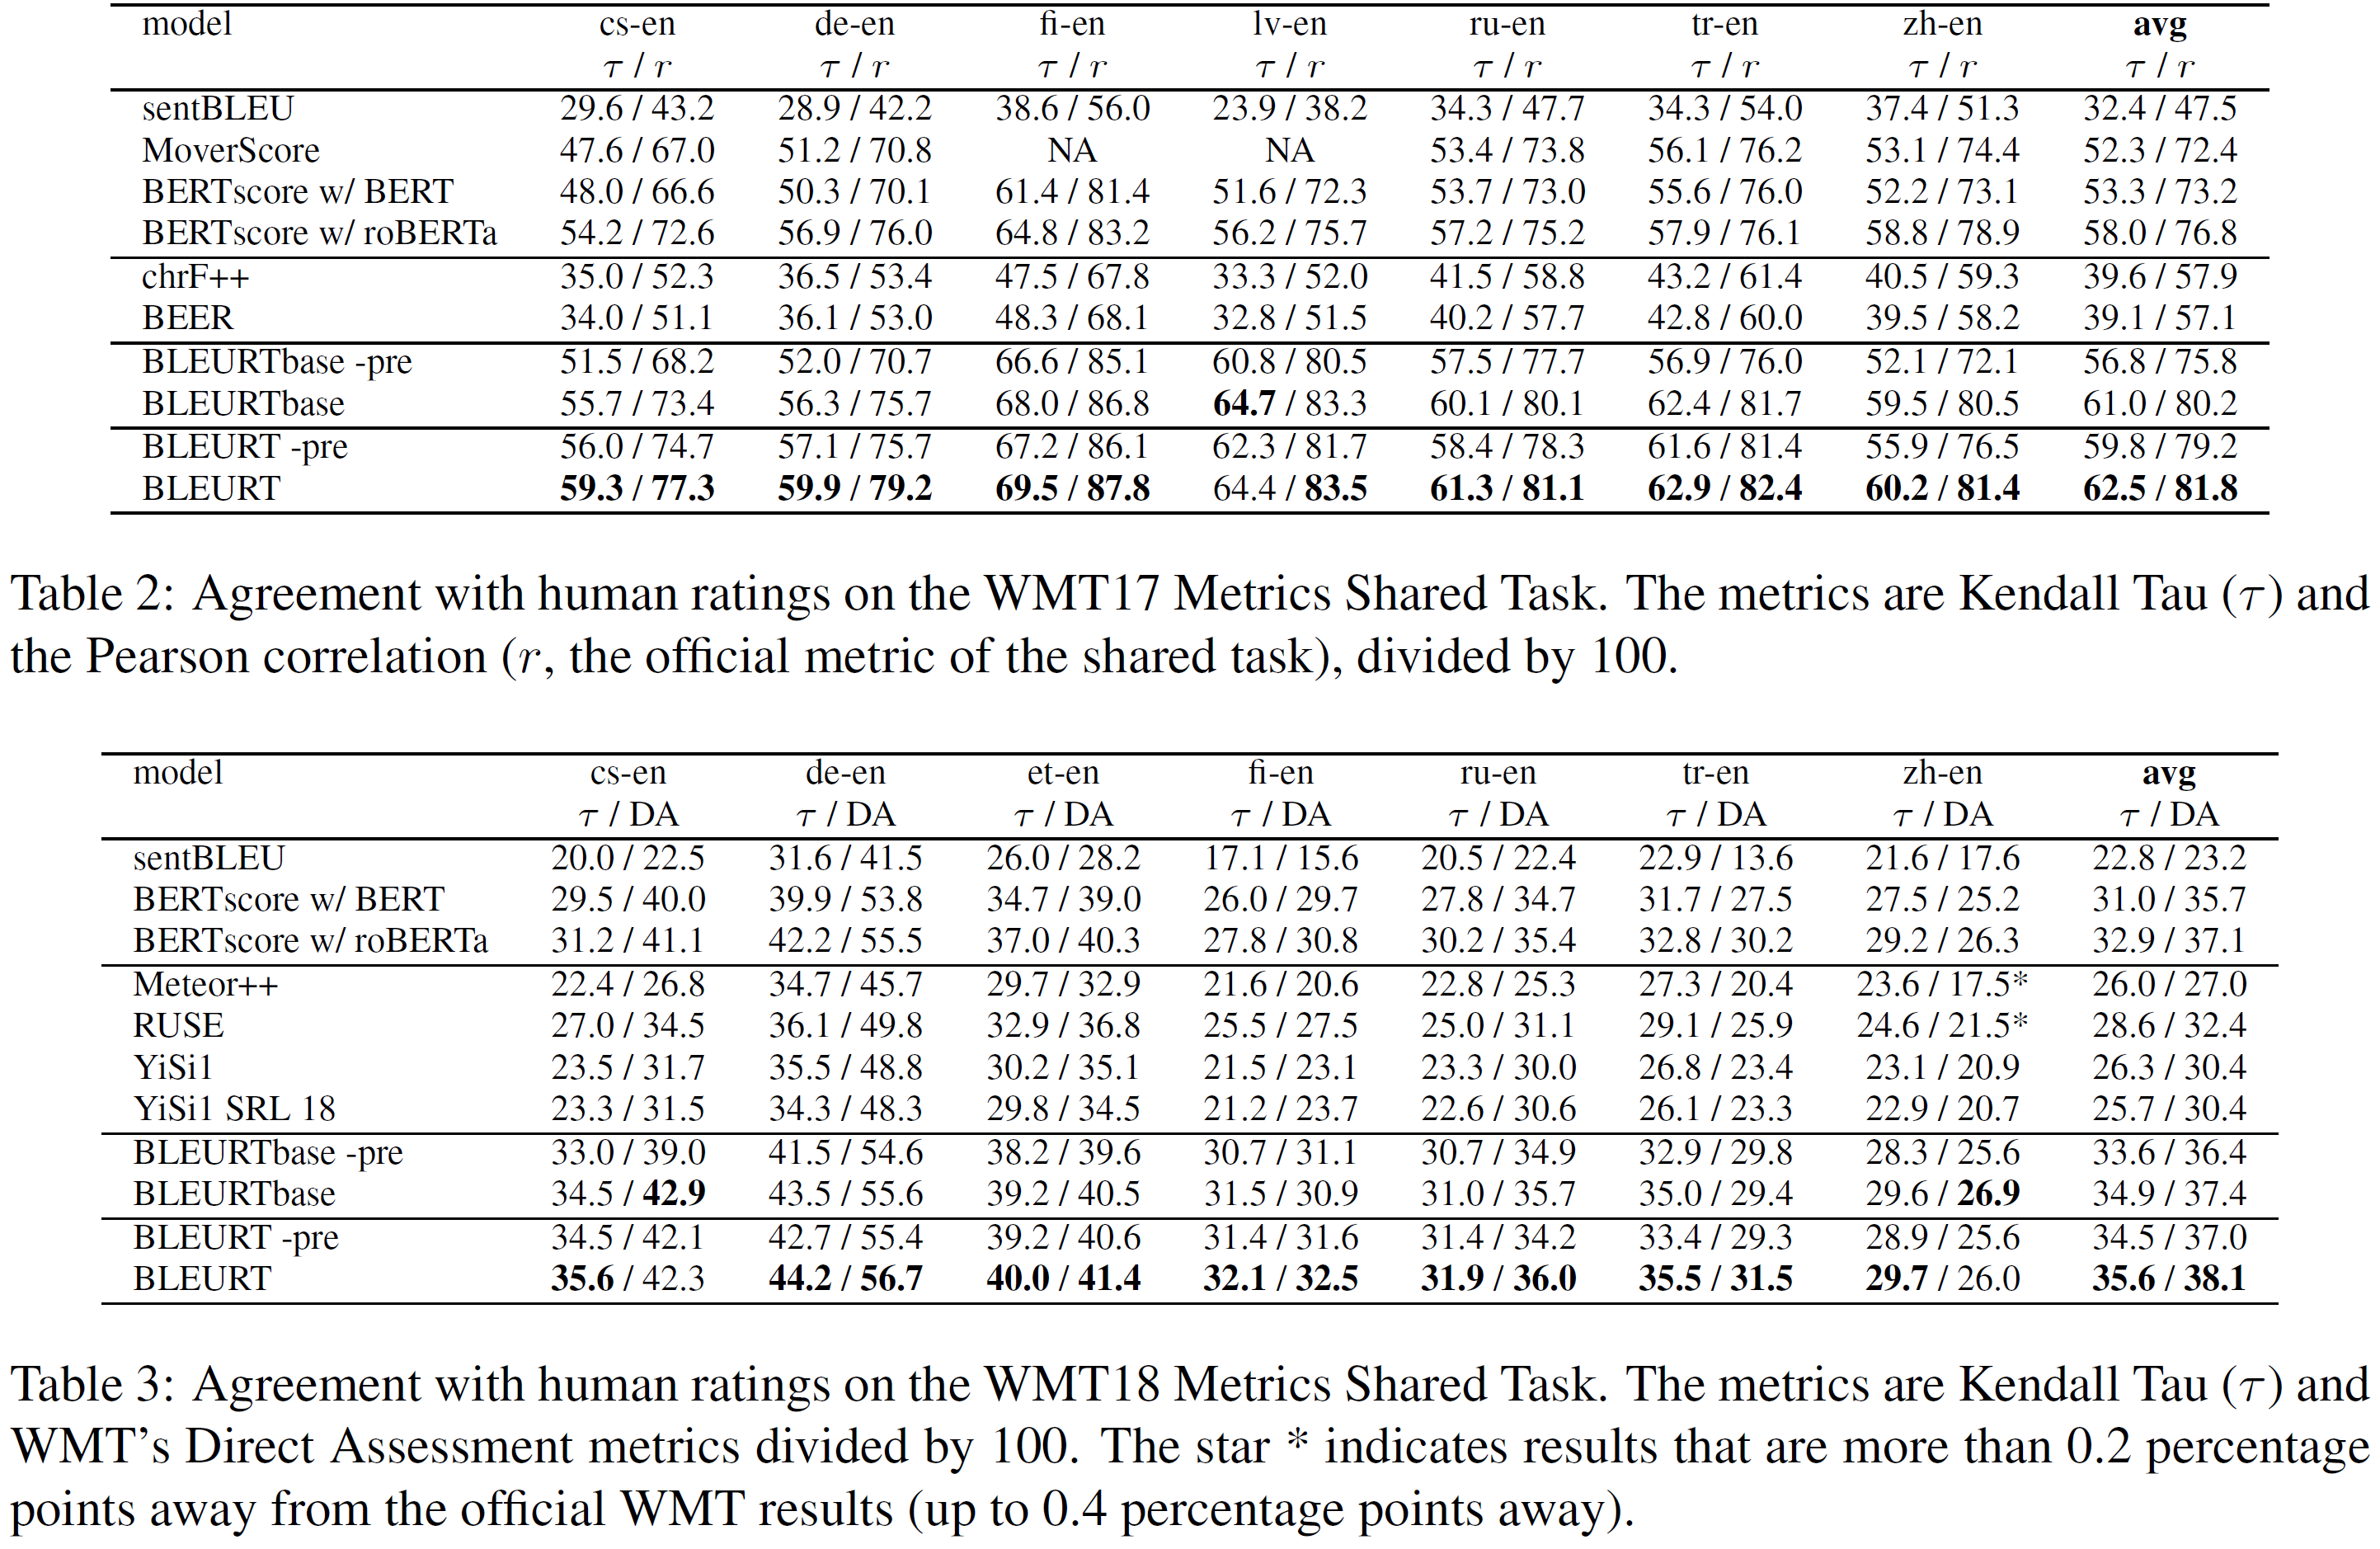 model cs-en de-en fi-en lv-en ru-en tr-en zh-en avg
τ / r τ / r τ / r τ / r τ / r τ / r τ / r τ / r
sentBLEU 29.6 / 43.2 28.9 / 42.2 38.6 / 56.0 23.9 / 38.2 34.3 / 47.7 34.3 / 54.0 37.4 / 51.3 32.4 / 47.5
MoverScore 47.6 / 67.0 51.2 / 70.8 NA NA 53.4 / 73.8 56.1 / 76.2 53.1 / 74.4 52.3 / 72.4
BERTscore w/ BERT 48.0 / 66.6 50.3 / 70.1 61.4 / 81.4 51.6 / 72.3 53.7 / 73.0 55.6 / 76.0 52.2 / 73.1 53.3 / 73.2
BERTscore w/ roBERTa 54.2 / 72.6 56.9 / 76.0 64.8 / 83.2 56.2 / 75.7 57.2 / 75.2 57.9 / 76.1 58.8 / 78.9 58.0 / 76.8
chrF++ 35.0 / 52.3 36.5 / 53.4 47.5 / 67.8 33.3 / 52.0 41.5 / 58.8 43.2 / 61.4 40.5 / 59.3 39.6 / 57.9
BEER 34.0 / 51.1 36.1 / 53.0 48.3 / 68.1 32.8 / 51.5 40.2 / 57.7 42.8 / 60.0 39.5 / 58.2 39.1 / 57.1
BLEURTbase -pre 51.5 / 68.2 52.0 / 70.7 66.6 / 85.1 60.8 / 80.5 57.5 / 77.7 56.9 / 76.0 52.1 / 72.1 56.8 / 75.8
BLEURTbase 55.7 / 73.4 56.3 / 75.7 68.0 / 86.8 64.7 / 83.3 60.1 / 80.1 62.4 / 81.7 59.5 / 80.5 61.0 / 80.2
BLEURT -pre 56.0 / 74.7 57.1 / 75.7 67.2 / 86.1 62.3 / 81.7 58.4 / 78.3 61.6 / 81.4 55.9 / 76.5 59.8 / 79.2
BLEURT 59.3 / 77.3 59.9 / 79.2 69.5 / 87.8 64.4 / 83.5 61.3 / 81.1 62.9 / 82.4 60.2 / 81.4 62.5 / 81.8
Table 2: Agreement with human ratings on the WMT17 Metrics Shared Task. The metrics are Kendall Tau (τ) and
the Pearson correlation (r, the official metric of the shared task), divided by 100.
model cs-en de-en et-en fi-en ru-en tr-en zh-en avg
τ / DA τ / DA τ / DA τ / DA τ / DA τ / DA τ / DA τ / DA
sentBLEU 20.0 / 22.5 31.6 / 41.5 26.0 / 28.2 17.1 / 15.6 20.5 / 22.4 22.9 / 13.6 21.6 / 17.6 22.8 / 23.2
BERTscore w/ BERT 29.5 / 40.0 39.9 / 53.8 34.7 / 39.0 26.0 / 29.7 27.8 / 34.7 31.7 / 27.5 27.5 / 25.2 31.0 / 35.7
BERTscore w/ roBERTa 31.2 / 41.1 42.2 / 55.5 37.0 / 40.3 27.8 / 30.8 30.2 / 35.4 32.8 / 30.2 29.2 / 26.3 32.9 / 37.1
Meteor++ 22.4 / 26.8 34.7 / 45.7 29.7 / 32.9 21.6 / 20.6 22.8 / 25.3 27.3 / 20.4 23.6 / 17.5* 26.0 / 27.0
RUSE 27.0 / 34.5 36.1 / 49.8 32.9 / 36.8 25.5 / 27.5 25.0 / 31.1 29.1 / 25.9 24.6 / 21.5* 28.6 / 32.4
YiSi1 23.5 / 31.7 35.5 / 48.8 30.2 / 35.1 21.5 / 23.1 23.3 / 30.0 26.8 / 23.4 23.1 / 20.9 26.3 / 30.4
YiSi1 SRL 18 23.3 / 31.5 34.3 / 48.3 29.8 / 34.5 21.2 / 23.7 22.6 / 30.6 26.1 / 23.3 22.9 / 20.7 25.7 / 30.4
BLEURTbase -pre 33.0 / 39.0 41.5 / 54.6 38.2 / 39.6 30.7 / 31.1 30.7 / 34.9 32.9 / 29.8 28.3 / 25.6 33.6 / 36.4
BLEURTbase 34.5 / 42.9 43.5 / 55.6 39.2 / 40.5 31.5 / 30.9 31.0 / 35.7 35.0 / 29.4 29.6 / 26.9 34.9 / 37.4
BLEURT -pre 34.5 / 42.1 42.7 / 55.4 39.2 / 40.6 31.4 / 31.6 31.4 / 34.2 33.4 / 29.3 28.9 / 25.6 34.5 / 37.0
BLEURT 35.6 / 42.3 44.2 / 56.7 40.0 / 41.4 32.1 / 32.5 31.9 / 36.0 35.5 / 31.5 29.7 / 26.0 35.6 / 38.1
Table 3: Agreement with human ratings on the WMT18 Metrics Shared Task. The metrics are Kendall Tau (τ) and
WMT's Direct Assessment metrics divided by 100. The star * indicates results that are more than 0.2 percentage
points away from the official WMT results (up to 0.4 percentage points away).